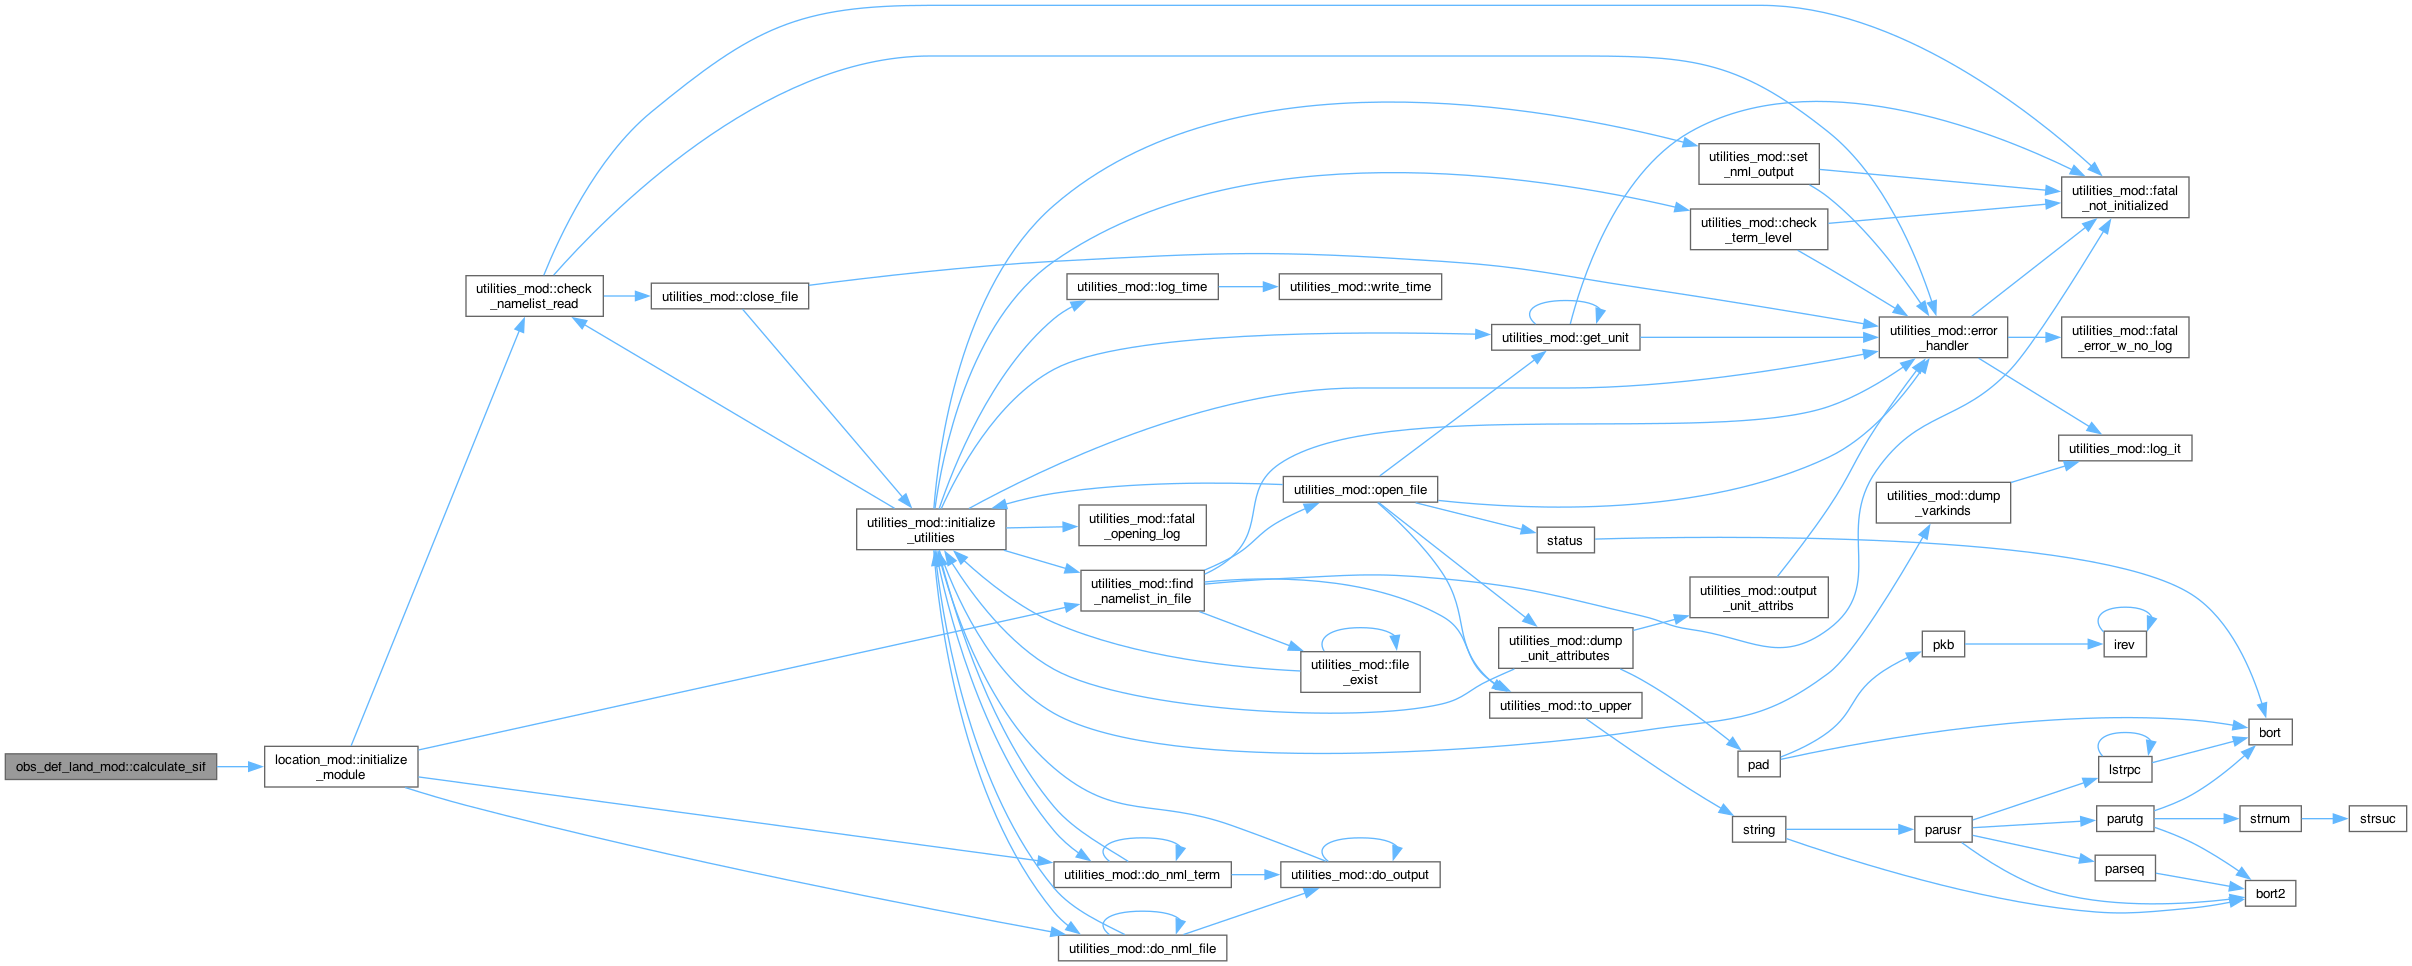 obs_def_land_mod::calculate_sif
location_mod::initialize
_module
utilities_mod::check
_namelist_read
utilities_mod::close_file
utilities_mod::initialize
_utilities
utilities_mod::log_time
utilities_mod::write_time
utilities_mod::fatal
_opening_log
utilities_mod::find
_namelist_in_file
utilities_mod::do_nml_term
utilities_mod::do_nml_file
utilities_mod::open_file
utilities_mod::file
_exist
utilities_mod::do_output
utilities_mod::get_unit
status
utilities_mod::dump
_unit_attributes
utilities_mod::to_upper
utilities_mod::set
_nml_output
utilities_mod::check
_term_level
utilities_mod::output
_unit_attribs
pad
string
utilities_mod::error
_handler
utilities_mod::dump
_varkinds
pkb
parusr
utilities_mod::fatal
_not_initialized
utilities_mod::fatal
_error_w_no_log
utilities_mod::log_it
irev
lstrpc
parutg
parseq
bort
strnum
bort2
strsuc